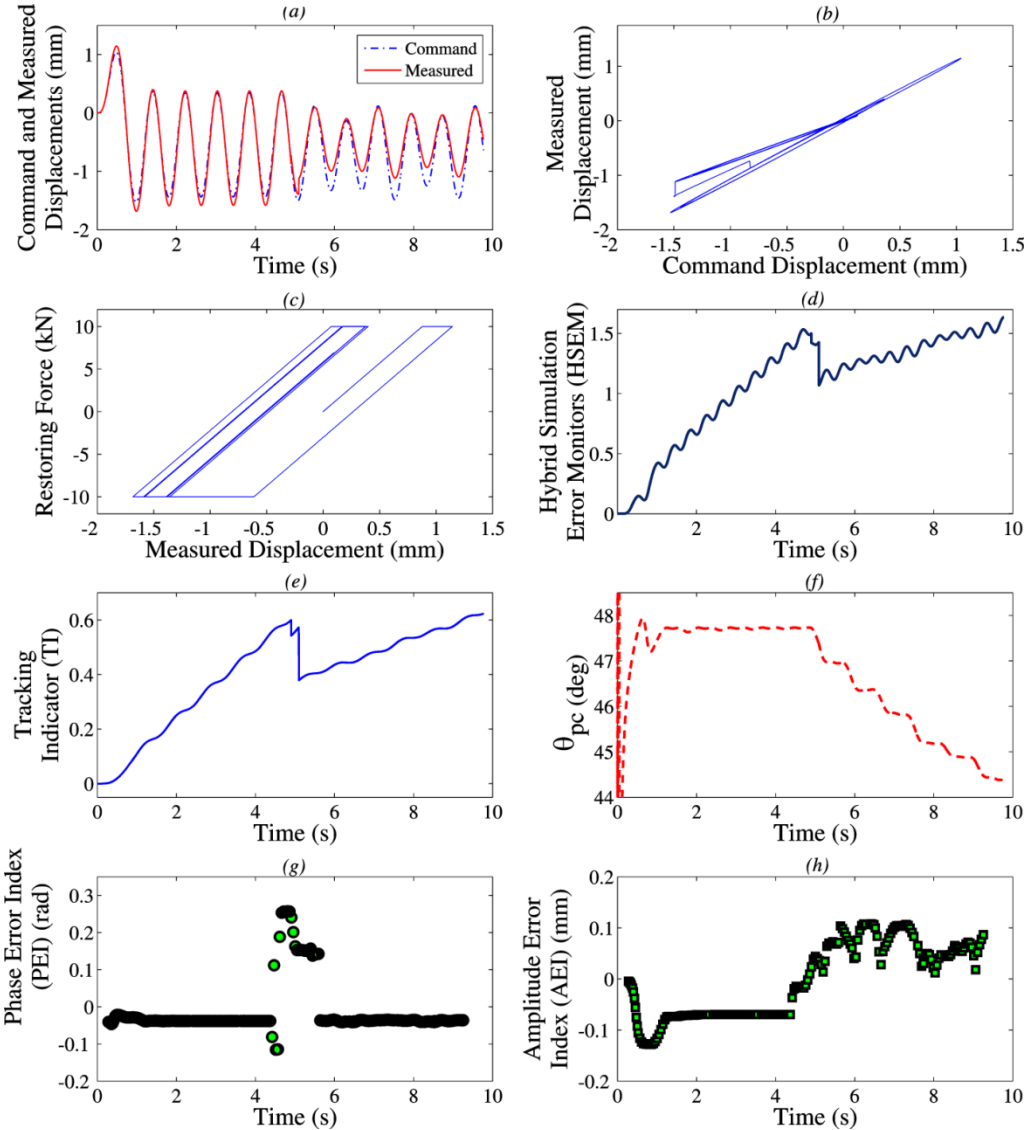 (a)
Command and Measured
Displacements (mm)
1
0
-1
-2
0
2
4
6
8
10
Time (s)
Command
Measured
(b)
Measured
Displacement (mm)
2
1
0
-1
-2
-2
-1.5
-1
-0.5
0
0.5
1
1.5
Command Displacement (mm)
(c)
Restoring Force (kN)
10
5
0
-5
-10
-2
-1.5
-1
-0.5
0
0.5
1
1.5
Measured Displacement (mm)
(d)
Hybrid Simulation
Error Monitors (HSEM)
1.5
1
0.5
0
0
2
4
6
8
10
Time (s)
(e)
Tracking
Indicator (TI)
0.6
0.4
0.2
0
0
2
4
6
8
10
Time (s)
(f)
θpc (deg)
48
47
46
45
44
0
2
4
6
8
10
Time (s)
(g)
Phase Error Index
(PEI) (rad)
0.3
0.2
0.1
0
-0.1
-0.2
0
2
4
6
8
10
Time (s)
(h)
Amplitude Error
Index (AEI) (mm)
0.2
0.1
0
-0.1
-0.2
0
2
4
6
8
10
Time (s)